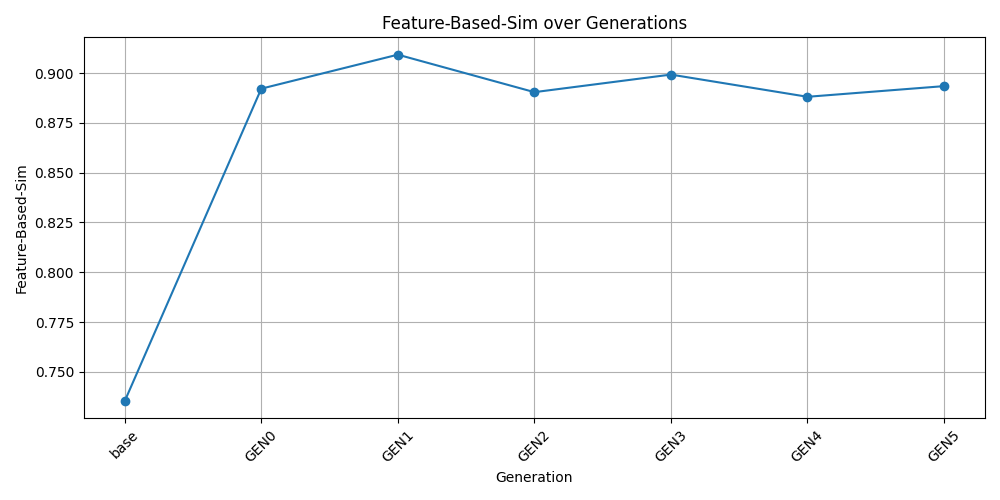 Feature-Based-Sim over Generations
Feature-Based-Sim
0.900
0.875
0.850
0.825
0.800
0.775
0.750
base
GEN0
GEN1
GEN2
GEN3
GEN4
GEN5
Generation